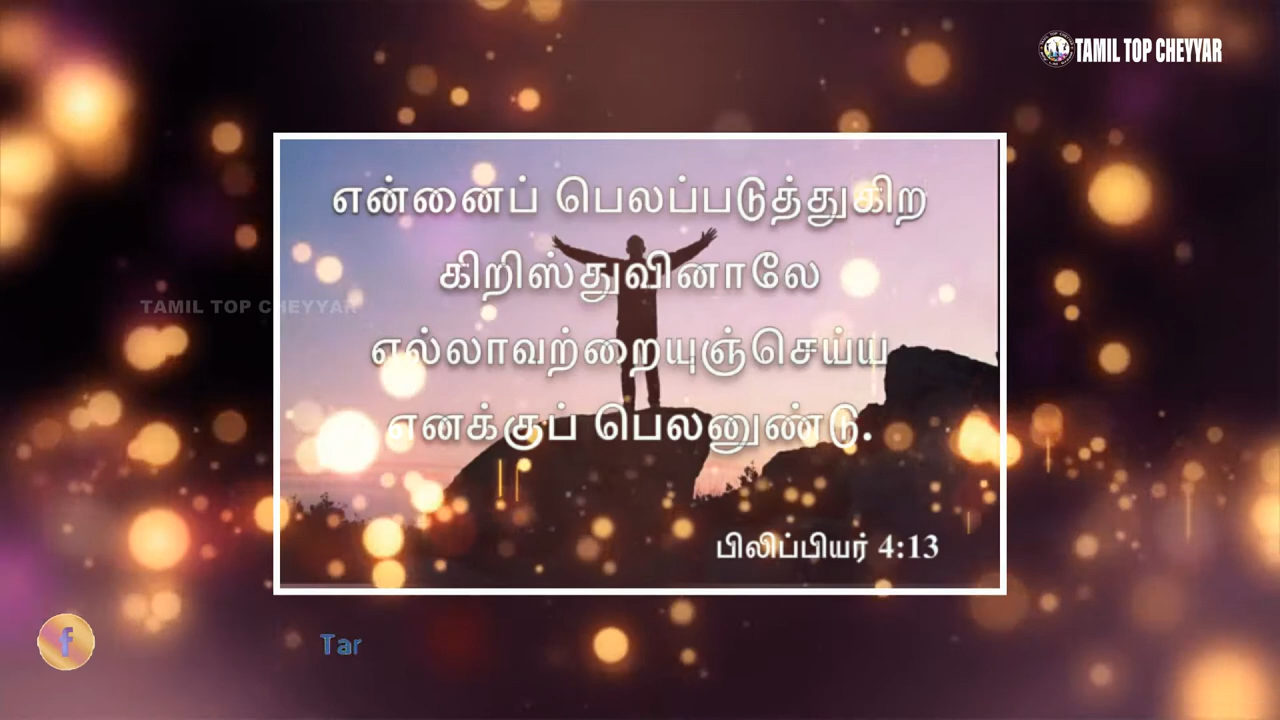 TAMIL TOP CHEYYAR
என்னைப் பெலப்படுத்துகிற
கிறிஸ்துவினாலே
TAMIL TOP CHEYYAR
எல்லாவற்றையுஞ்செய்ய
எனக்குப் பெலனுண்டு.
பிலிப்பியர் 4:13
f
Tar